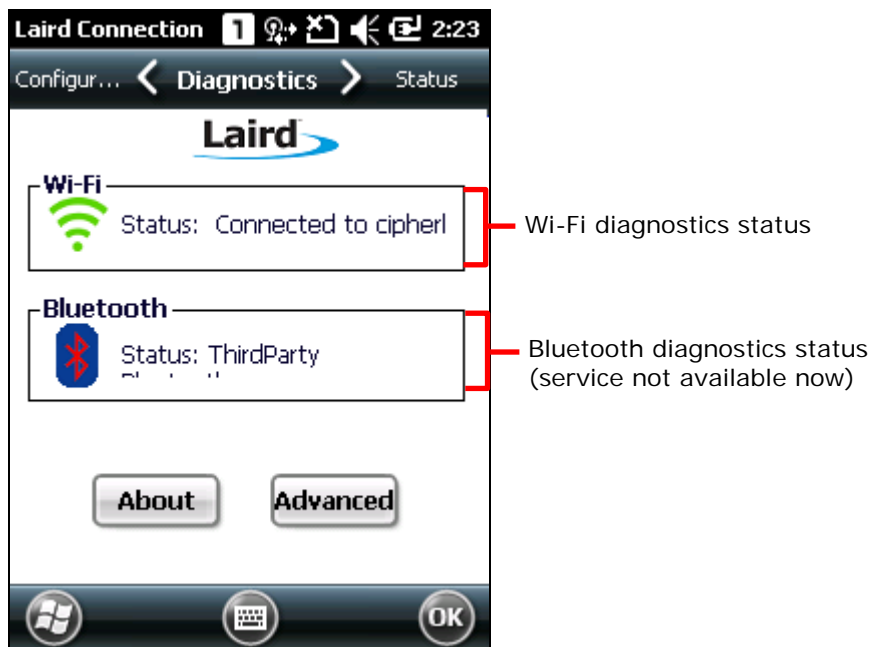 Laird Connection 1 2:23
Configur... Diagnostics Status
Laird
Wi-Fi
Status: Connected to cipherl
Wi-Fi diagnostics status
Bluetooth
Status: ThirdParty
Bluetooth diagnostics status
(service not available now)
About Advanced
OK